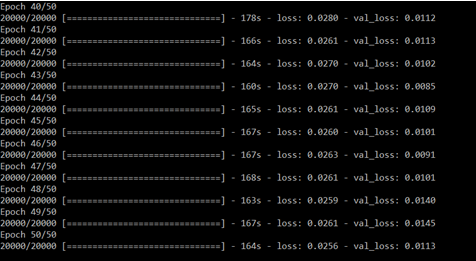 Epoch 40/50
20000/20000 [==============================] - 178s - loss: 0.0280 - val_loss: 0.0112
Epoch 41/50
20000/20000 [==============================] - 166s - loss: 0.0261 - val_loss: 0.0113
Epoch 42/50
20000/20000 [==============================] - 164s - loss: 0.0270 - val_loss: 0.0102
Epoch 43/50
20000/20000 [==============================] - 160s - loss: 0.0270 - val_loss: 0.0085
Epoch 44/50
20000/20000 [==============================] - 165s - loss: 0.0261 - val_loss: 0.0109
Epoch 45/50
20000/20000 [==============================] - 167s - loss: 0.0260 - val_loss: 0.0101
Epoch 46/50
20000/20000 [==============================] - 167s - loss: 0.0263 - val_loss: 0.0091
Epoch 47/50
20000/20000 [==============================] - 168s - loss: 0.0261 - val_loss: 0.0101
Epoch 48/50
20000/20000 [==============================] - 163s - loss: 0.0259 - val_loss: 0.0140
Epoch 49/50
20000/20000 [==============================] - 167s - loss: 0.0261 - val_loss: 0.0145
Epoch 50/50
20000/20000 [==============================] - 164s - loss: 0.0256 - val_loss: 0.0113